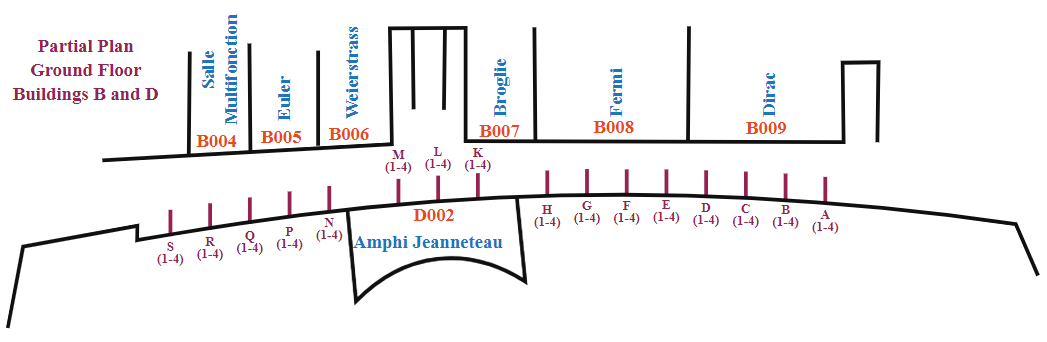 Partial Plan
Ground Floor
Buildings B and D
Salle
Multifonction
B004
Euler
B005
Weierstrass
B006
Broglie
B007
Fermi
B008
Dirac
B009
M
(1-4)
L
(1-4)
K
(1-4)
D002
Amphi Jeanneteau
S
(1-4)
R
(1-4)
Q
(1-4)
P
(1-4)
N
(1-4)
H
(1-4)
G
(1-4)
F
(1-4)
E
(1-4)
D
(1-4)
C
(1-4)
B
(1-4)
A
(1-4)